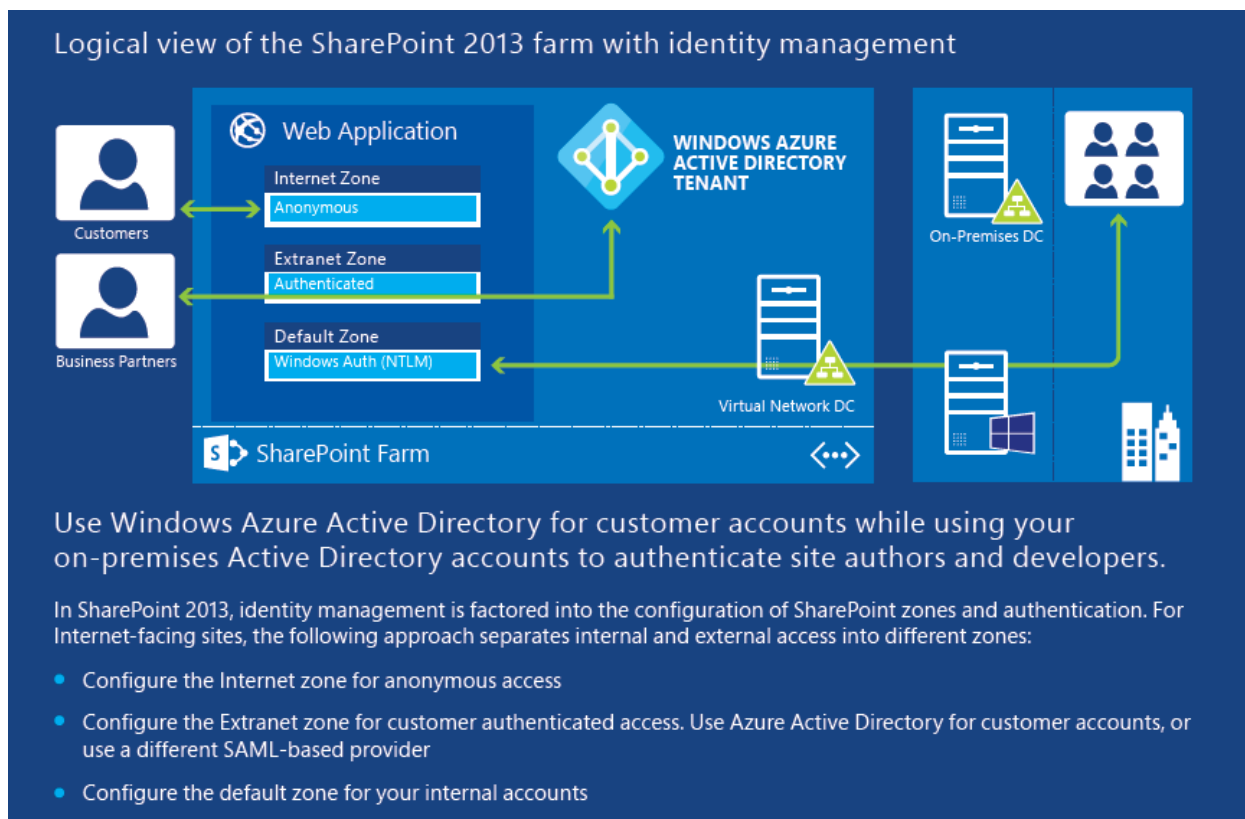 Logical view of the SharePoint 2013 farm with identity management
Web Application
Internet Zone
Anonymous
Extranet Zone
Authenticated
Default Zone
Windows Auth (NTLM)
Customers
Business Partners
WINDOWS AZURE
ACTIVE DIRECTORY
TENANT
Virtual Network DC
On-Premises DC
S
SharePoint Farm
Use Windows Azure Active Directory for customer accounts while using your
on-premises Active Directory accounts to authenticate site authors and developers.
In SharePoint 2013, identity management is factored into the configuration of SharePoint zones and authentication. For
Internet-facing sites, the following approach separates internal and external access into different zones:
• Configure the Internet zone for anonymous access
• Configure the Extranet zone for customer authenticated access. Use Azure Active Directory for customer accounts, or
use a different SAML-based provider
• Configure the default zone for your internal accounts